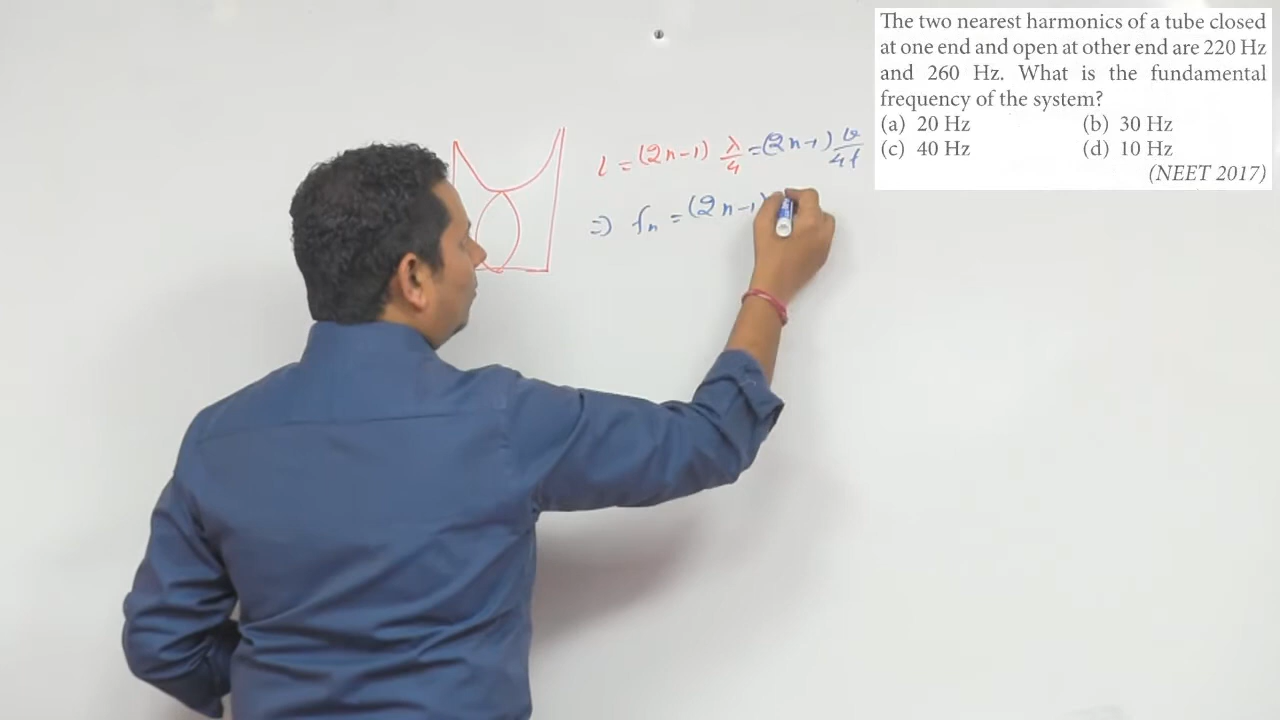 The two nearest harmonics of a tube closed
at one end and open at other end are 220 Hz
and 260 Hz. What is the fundamental
frequency of the system?
(a) 20 Hz (b) 30 Hz
(c) 40 Hz (d) 10 Hz
(NEET 2017)
l = (2n-1) λ/4 = (2n-1) v/4f
⇒ fn = (2n-1)